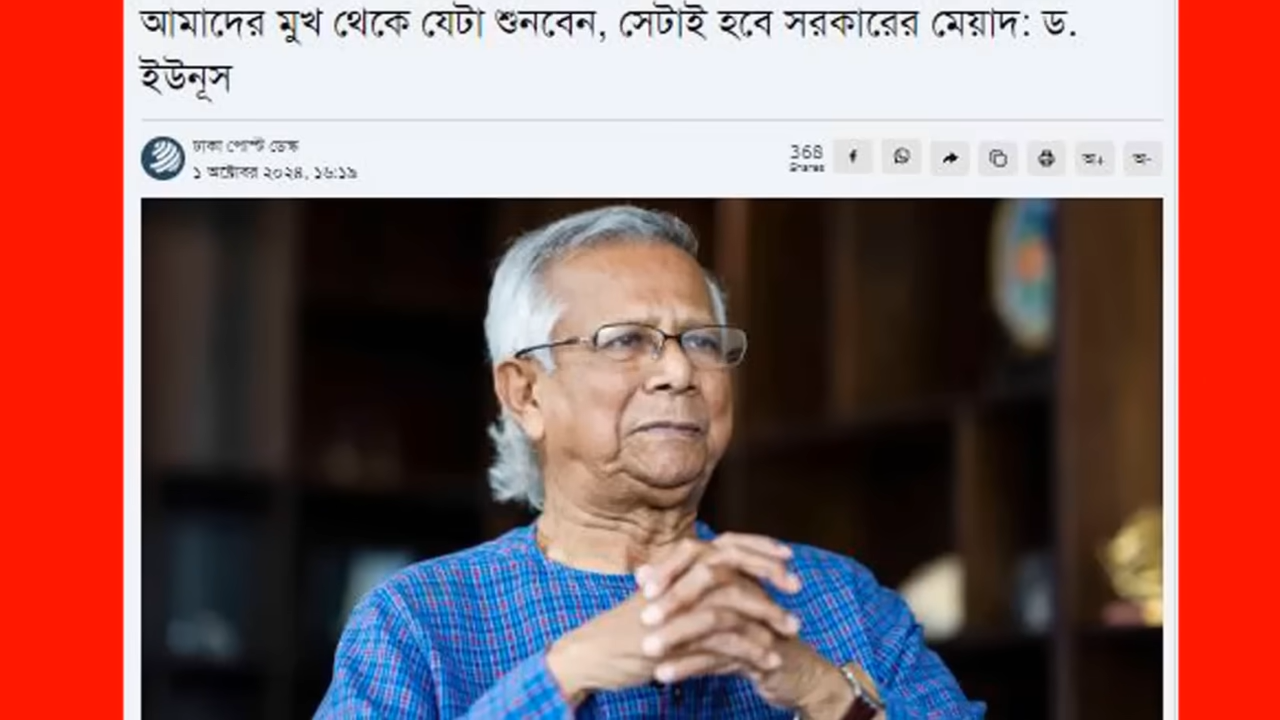 আমাদের মুখ থেকে যেটা শুনবেন, সেটাই হবে সরকারের মেয়াদ: ড.
ইউনূস
ঢাকা পোস্ট ডেস্ক
১ অক্টোবর ২০২৪, ১৬:১৯
368
Shares
অ+
অ-